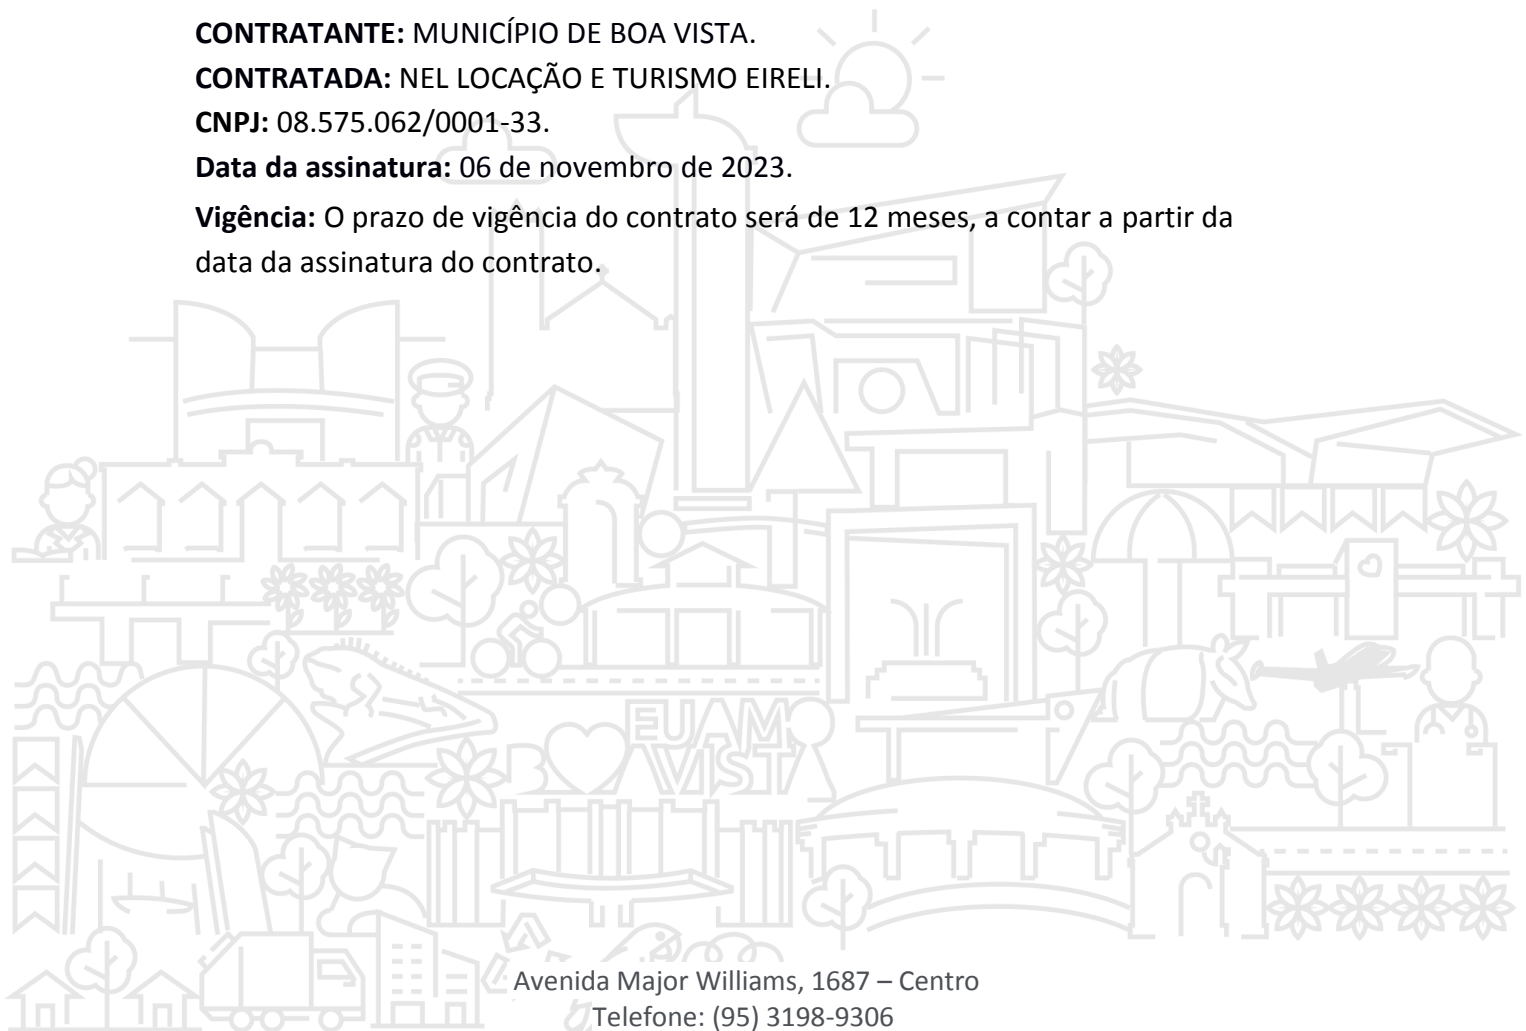 CONTRATANTE: MUNICÍPIO DE BOA VISTA.
CONTRATADA: NEL LOCAÇÃO E TURISMO EIRELI.
CNPJ: 08.575.062/0001-33.
Data da assinatura: 06 de novembro de 2023.
Vigência: O prazo de vigência do contrato será de 12 meses, a contar a partir da
data da assinatura do contrato.
EU AMO
BOA VISTA
Avenida Major Williams, 1687 – Centro
Telefone: (95) 3198-9306